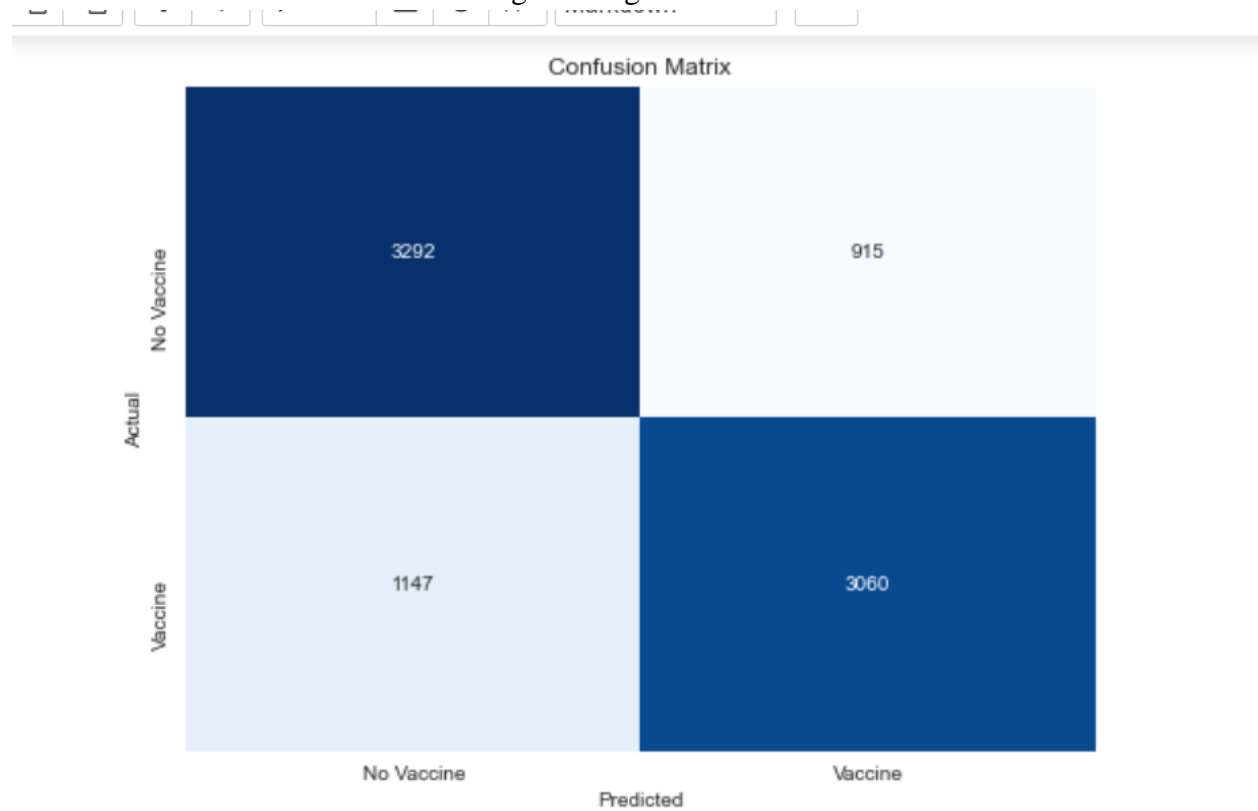 Confusion Matrix
No Vaccine
3292
915
Actual
Vaccine
1147
3060
No Vaccine
Vaccine
Predicted